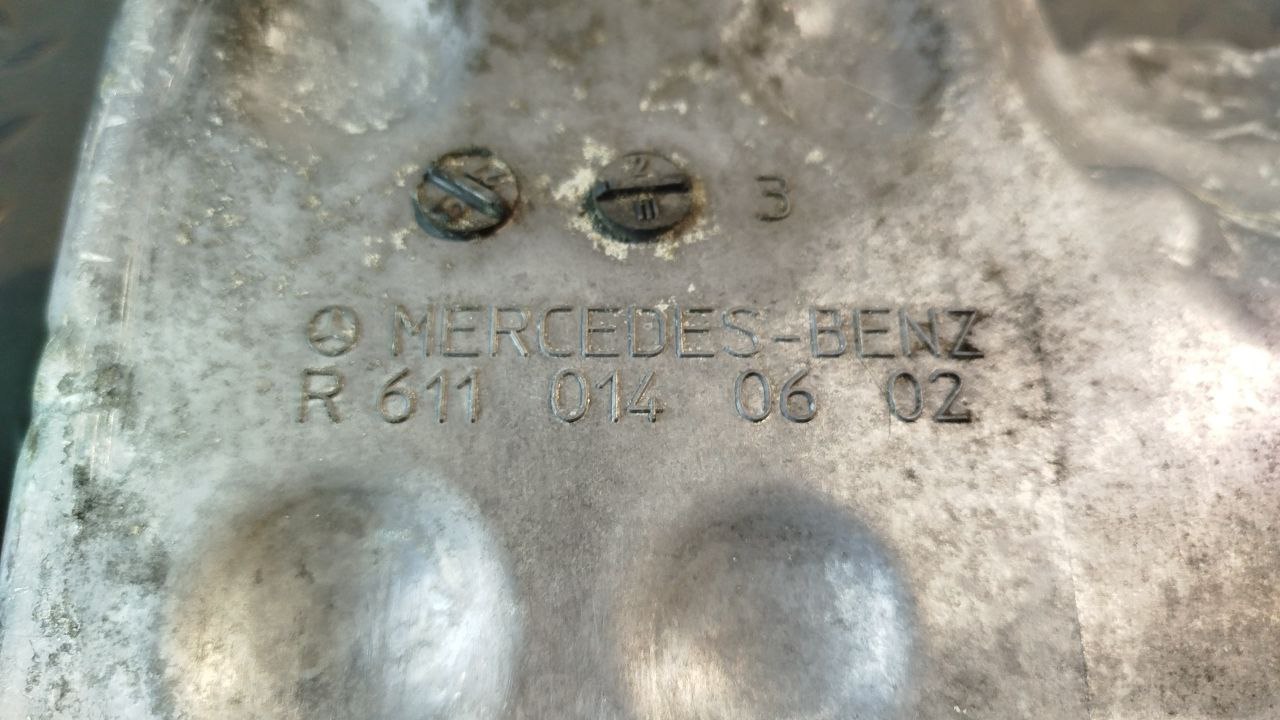 3
MERCEDES-BENZ
R 611 014 06 02